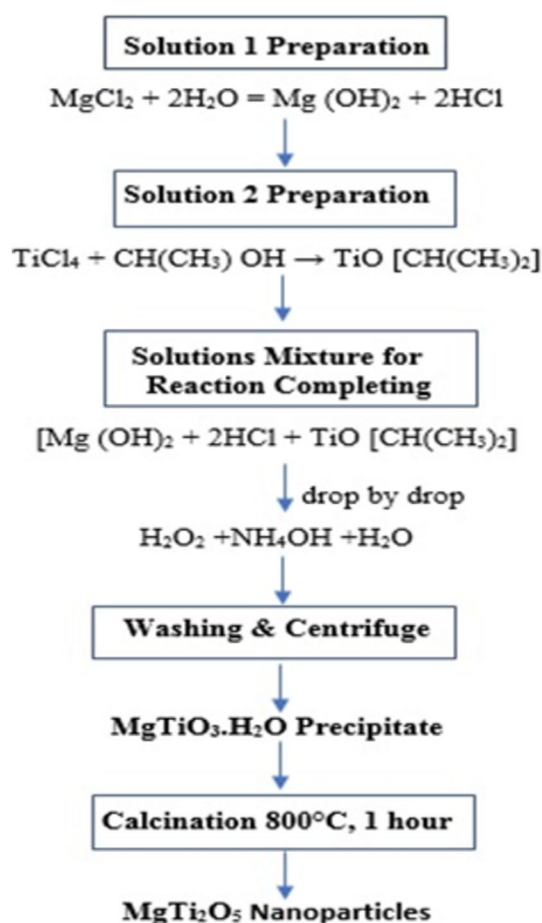 Solution 1 Preparation
MgCl₂ + 2H₂O = Mg (OH)₂ + 2HCl
Solution 2 Preparation
TiCl₄ + CH(CH₃) OH → TiO [CH(CH₃)₂]
Solutions Mixture for
Reaction Completing
[Mg (OH)₂ + 2HCl + TiO [CH(CH₃)₂]
drop by drop
H₂O₂ +NH₄OH +H₂O
Washing & Centrifuge
MgTiO₃.H₂O Precipitate
Calcination 800°C, 1 hour
MgTi₂O₅ Nanoparticles